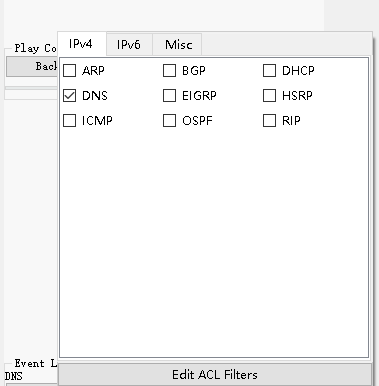 IPv4 IPv6 Misc
Play Co
Back
ARP BGP DHCP
DNS EIGRP HSRP
ICMP OSPF RIP
Event L
Edit ACL Filters
DNS